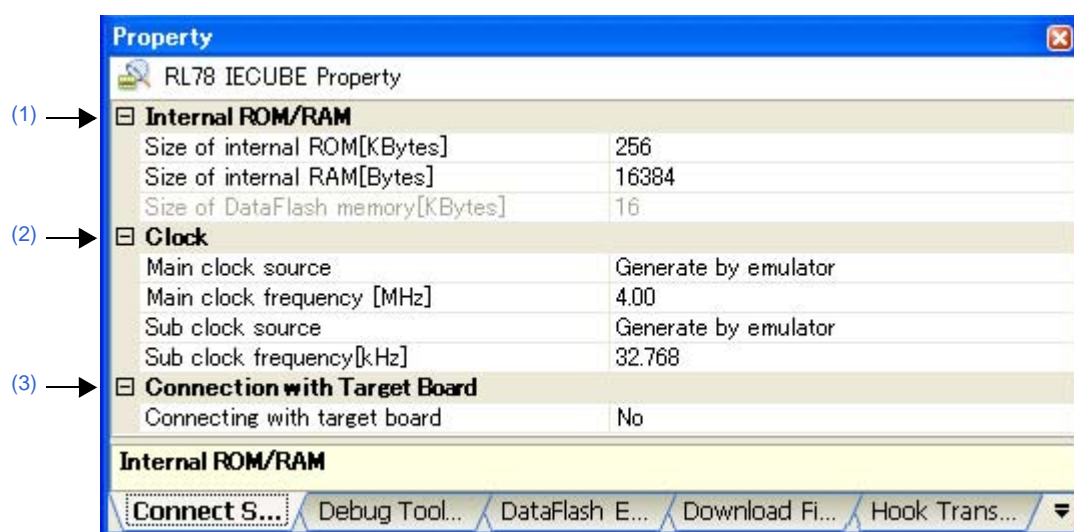 Property
RL78 IECUBE Property
(1) Internal ROM/RAM
Size of internal ROM[KBytes] 256
Size of internal RAM[Bytes] 16384
Size of DataFlash memory[KBytes] 16
(2) Clock
Main clock source Generate by emulator
Main clock frequency [MHz] 4.00
Sub clock source Generate by emulator
Sub clock frequency[kHz] 32.768
(3) Connection with Target Board
Connecting with target board No
Internal ROM/RAM
Connect S... Debug Tool... DataFlash E... Download Fi... Hook Trans...